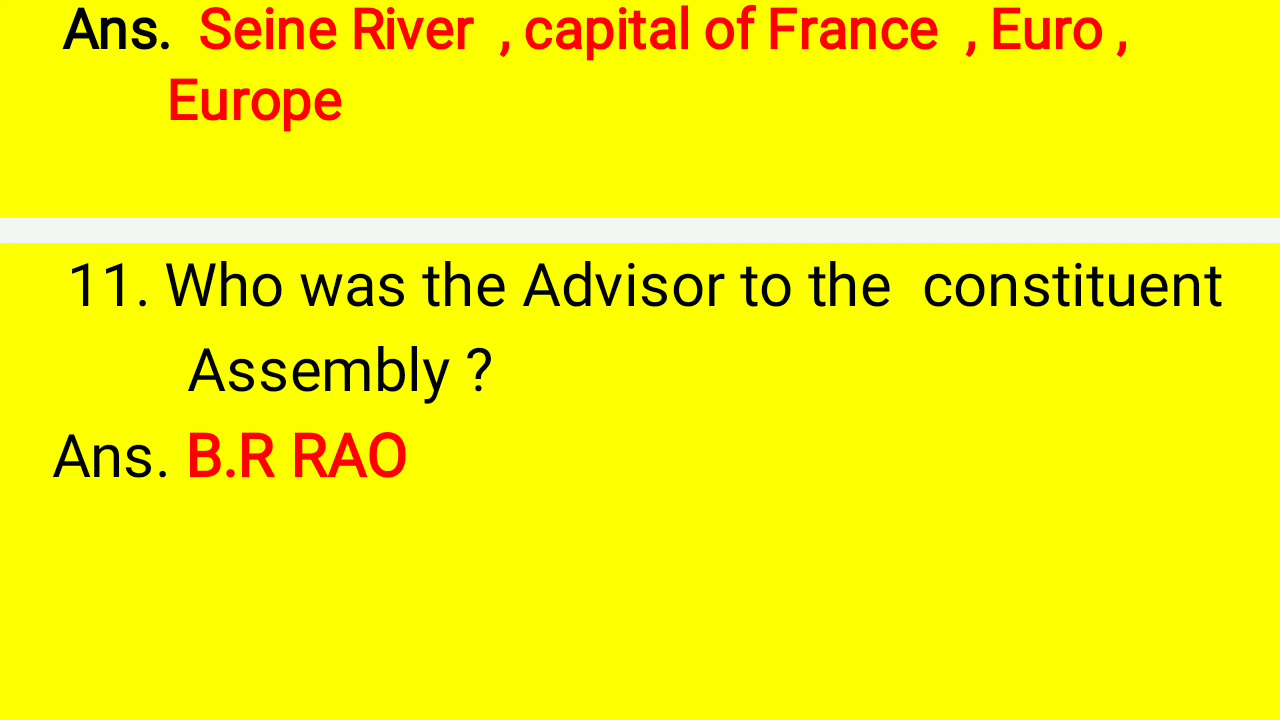 Ans. Seine River , capital of France , Euro ,
Europe
11. Who was the Advisor to the constituent
Assembly ?
Ans. B.R RAO